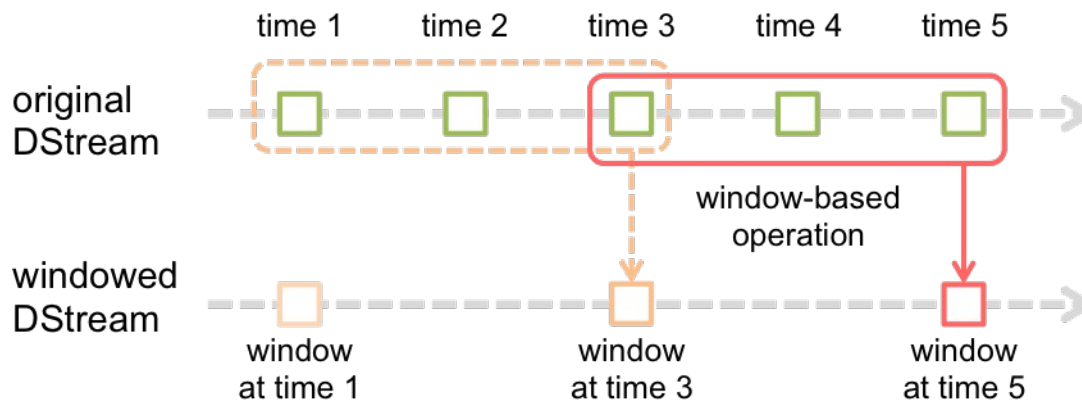 time 1
time 2
time 3
time 4
time 5
original
DStream
window-based
operation
windowed
DStream
window
at time 1
window
at time 3
window
at time 5